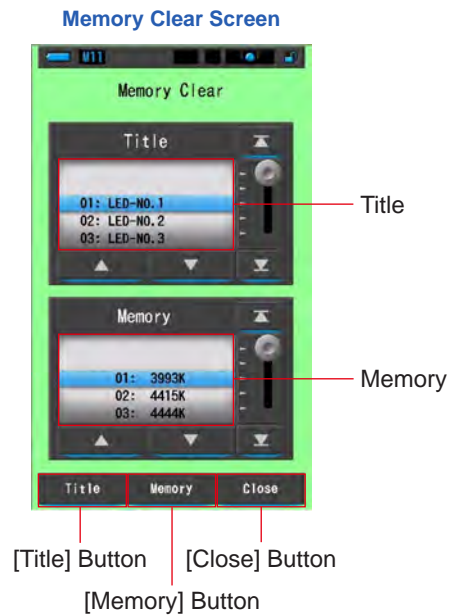 Memory Clear Screen
M11
Memory Clear
Title
01: LED-NO.1
02: LED-NO.2
03: LED-NO.3
Title
Memory
01: 3993K
02: 4415K
03: 4444K
Memory
Title Memory Close
[Title] Button [Close] Button
[Memory] Button